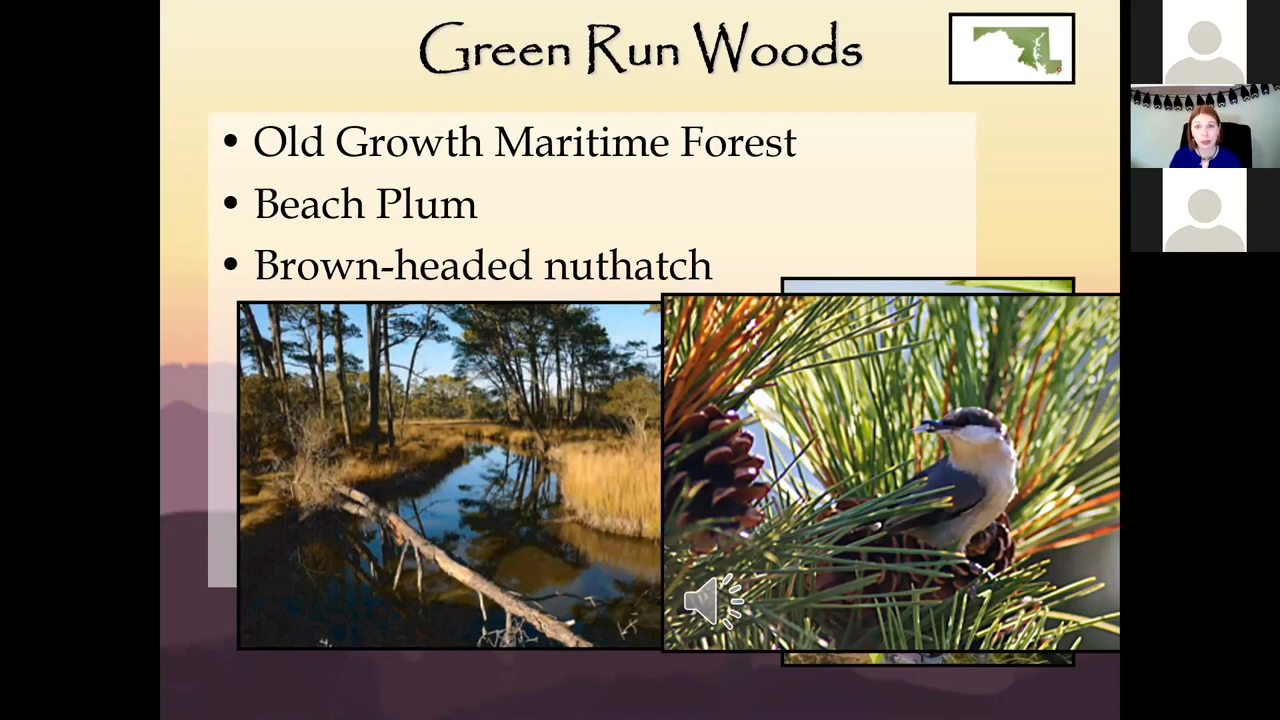 Green Run Woods
• Old Growth Maritime Forest
• Beach Plum
• Brown-headed nuthatch